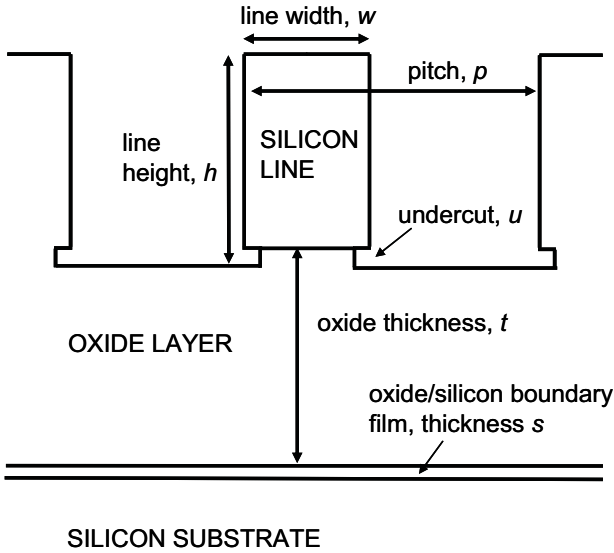 line width, w
pitch, p
line
height, h
SILICON
LINE
undercut, u
oxide thickness, t
OXIDE LAYER
oxide/silicon boundary
film, thickness s
SILICON SUBSTRATE